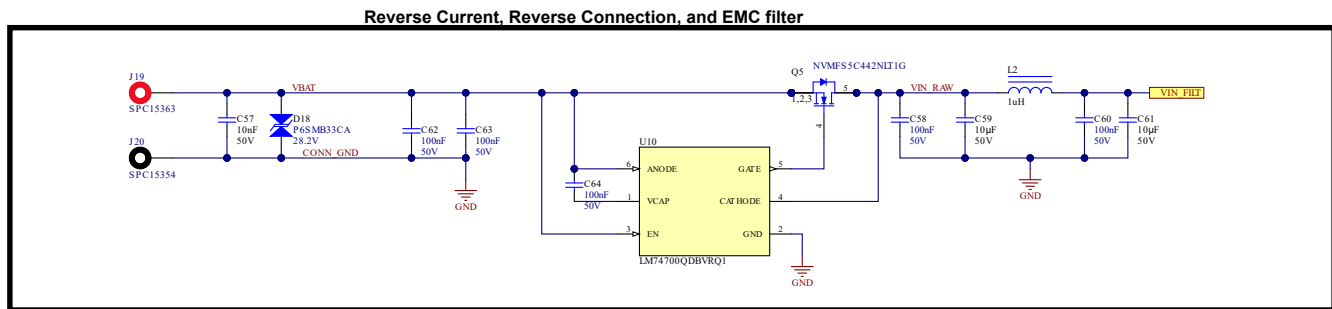 Reverse Current, Reverse Connection, and EMC filter
J19
SPC15363
J20
SPC15354
C57
10nF
50V
VBAT
D18
P6SMB33CA
28.2V
CONN_GND
C62
100nF
50V
C63
100nF
50V
GND
C64
100nF
50V
U10
6 ANODE GATE 5
1 VCAP CATHODE 4
3 EN GND 2
LM74700QDBVRQ1
GND
Q5
NVMFS5C442NLT1G
1,2,3
5
4
VIN_RAW
C58
100nF
50V
C59
10µF
50V
L2
1uH
GND
C60
100nF
50V
C61
10µF
50V
VIN_FILT